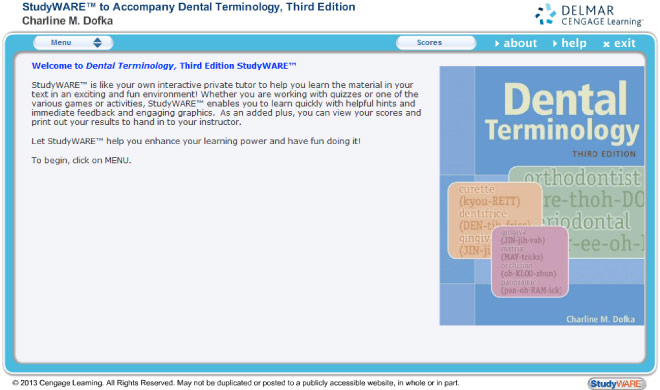 StudyWARE™ to Accompany Dental Terminology, Third Edition
Charline M. Dofka
DELMAR
CENGAGE Learning™
Menu
Scores
about
help
exit
Welcome to Dental Terminology, Third Edition StudyWARE™
StudyWARE™ is like your own interactive private tutor to help you learn the material in your
text in an exciting and fun environment! Whether you are working with quizzes or one of the
various games or activities, StudyWARE™ enables you to learn quickly with helpful hints and
immediate feedback and engaging graphics. As an added plus, you can view your scores and
print out your results to hand in to your instructor.
Let StudyWARE™ help you enhance your learning power and have fun doing it!
To begin, click on MENU.
Dental
Terminology
THIRD EDITION
orthodontist
re-thoh-DO
eriodontal
r-ee-oh-
curette
(kyou-RETT)
dentifrice
(DEN-tih-
gingiva
(JIN-ji
gingiva
(JIN-jih-vah)
matrix
(MAY-tricks)
occlusion
(oh-KLOO-zhun)
(pan-oh-RAM-ick)
Charline M. Dofka
© 2013 Cengage Learning. All Rights Reserved. May not be duplicated or posted to a publicly accessible website, in whole or in part.
StudyWARE